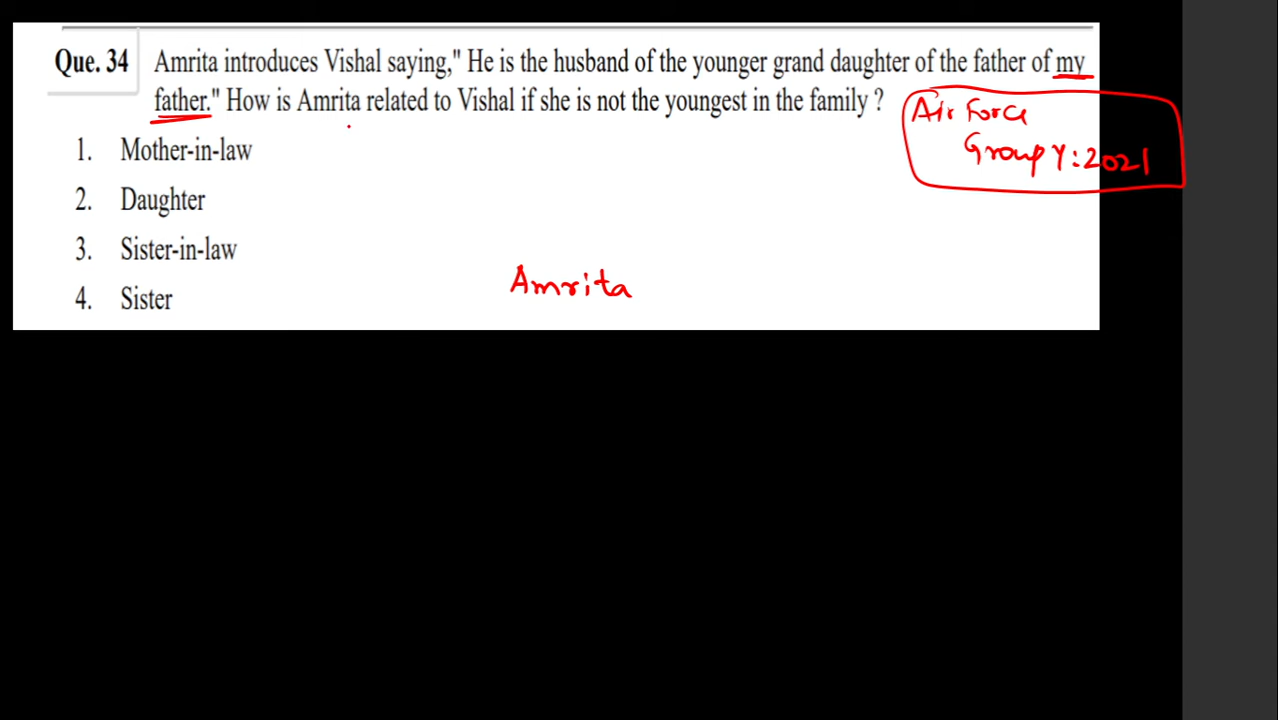 Que. 34 Amrita introduces Vishal saying," He is the husband of the younger grand daughter of the father of my
father." How is Amrita related to Vishal if she is not the youngest in the family ?
Air Force
Group Y : 2021
1. Mother-in-law
2. Daughter
3. Sister-in-law
4. Sister
Amrita